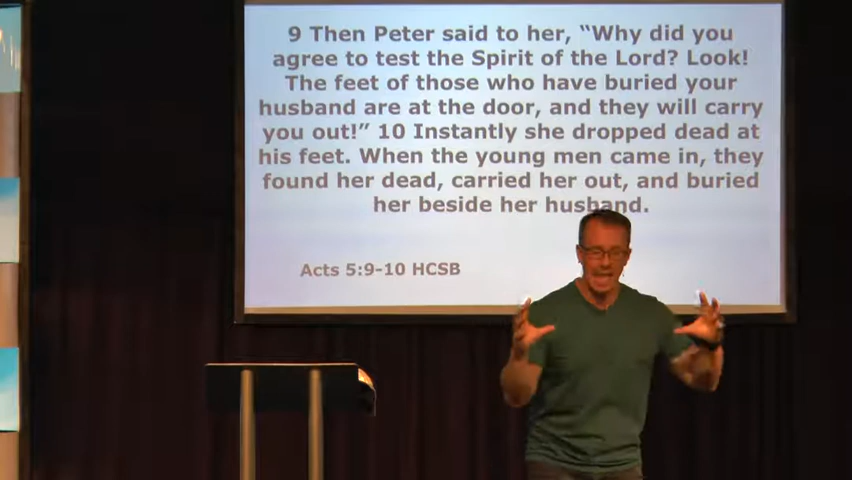 9 Then Peter said to her, “Why did you
agree to test the Spirit of the Lord? Look!
The feet of those who have buried your
husband are at the door, and they will carry
you out!” 10 Instantly she dropped dead at
his feet. When the young men came in, they
found her dead, carried her out, and buried
her beside her husband.
Acts 5:9-10 HCSB